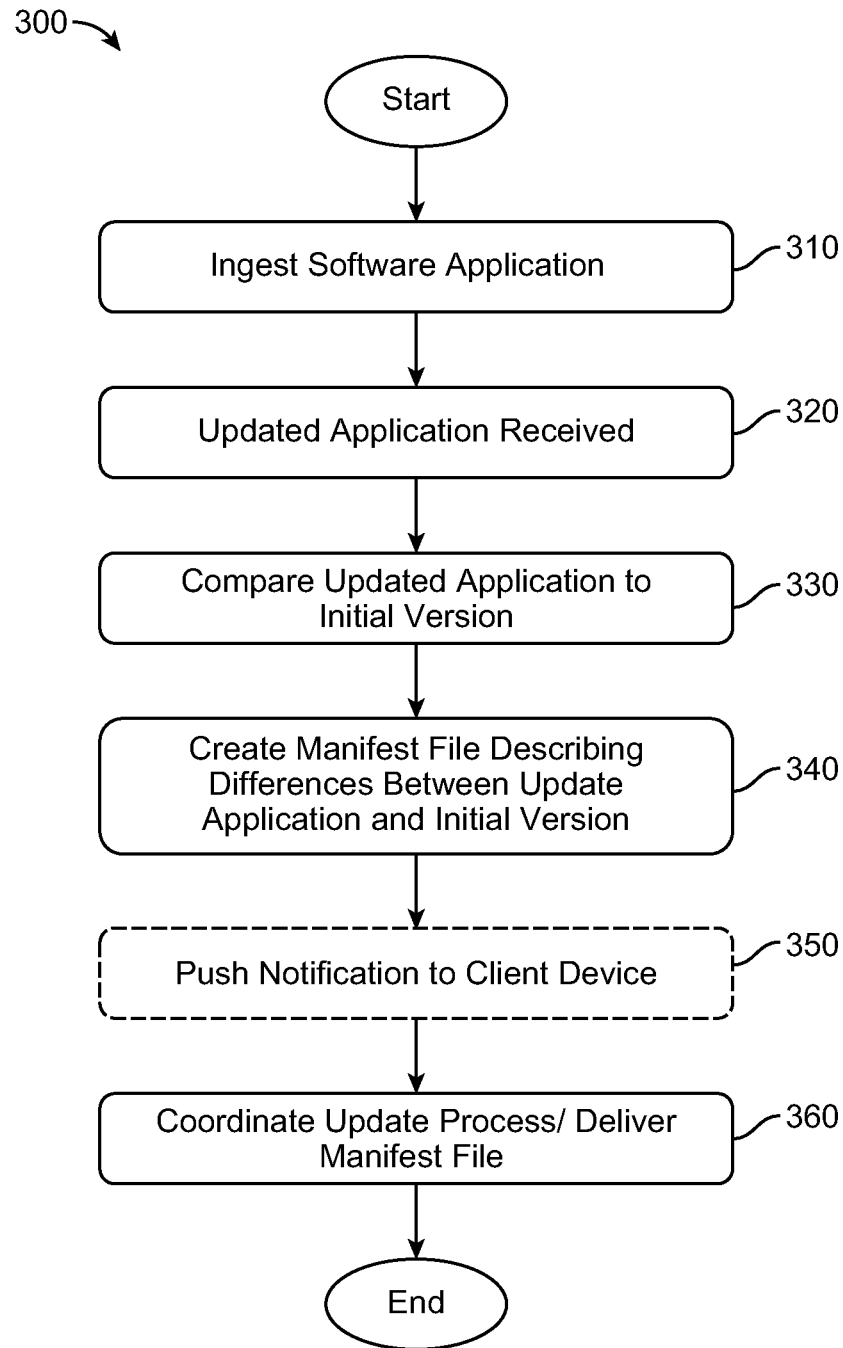 300
Start
Ingest Software Application
310
Updated Application Received
320
Compare Updated Application to
Initial Version
330
Create Manifest File Describing
Differences Between Update
Application and Initial Version
340
Push Notification to Client Device
350
Coordinate Update Process/ Deliver
Manifest File
360
End